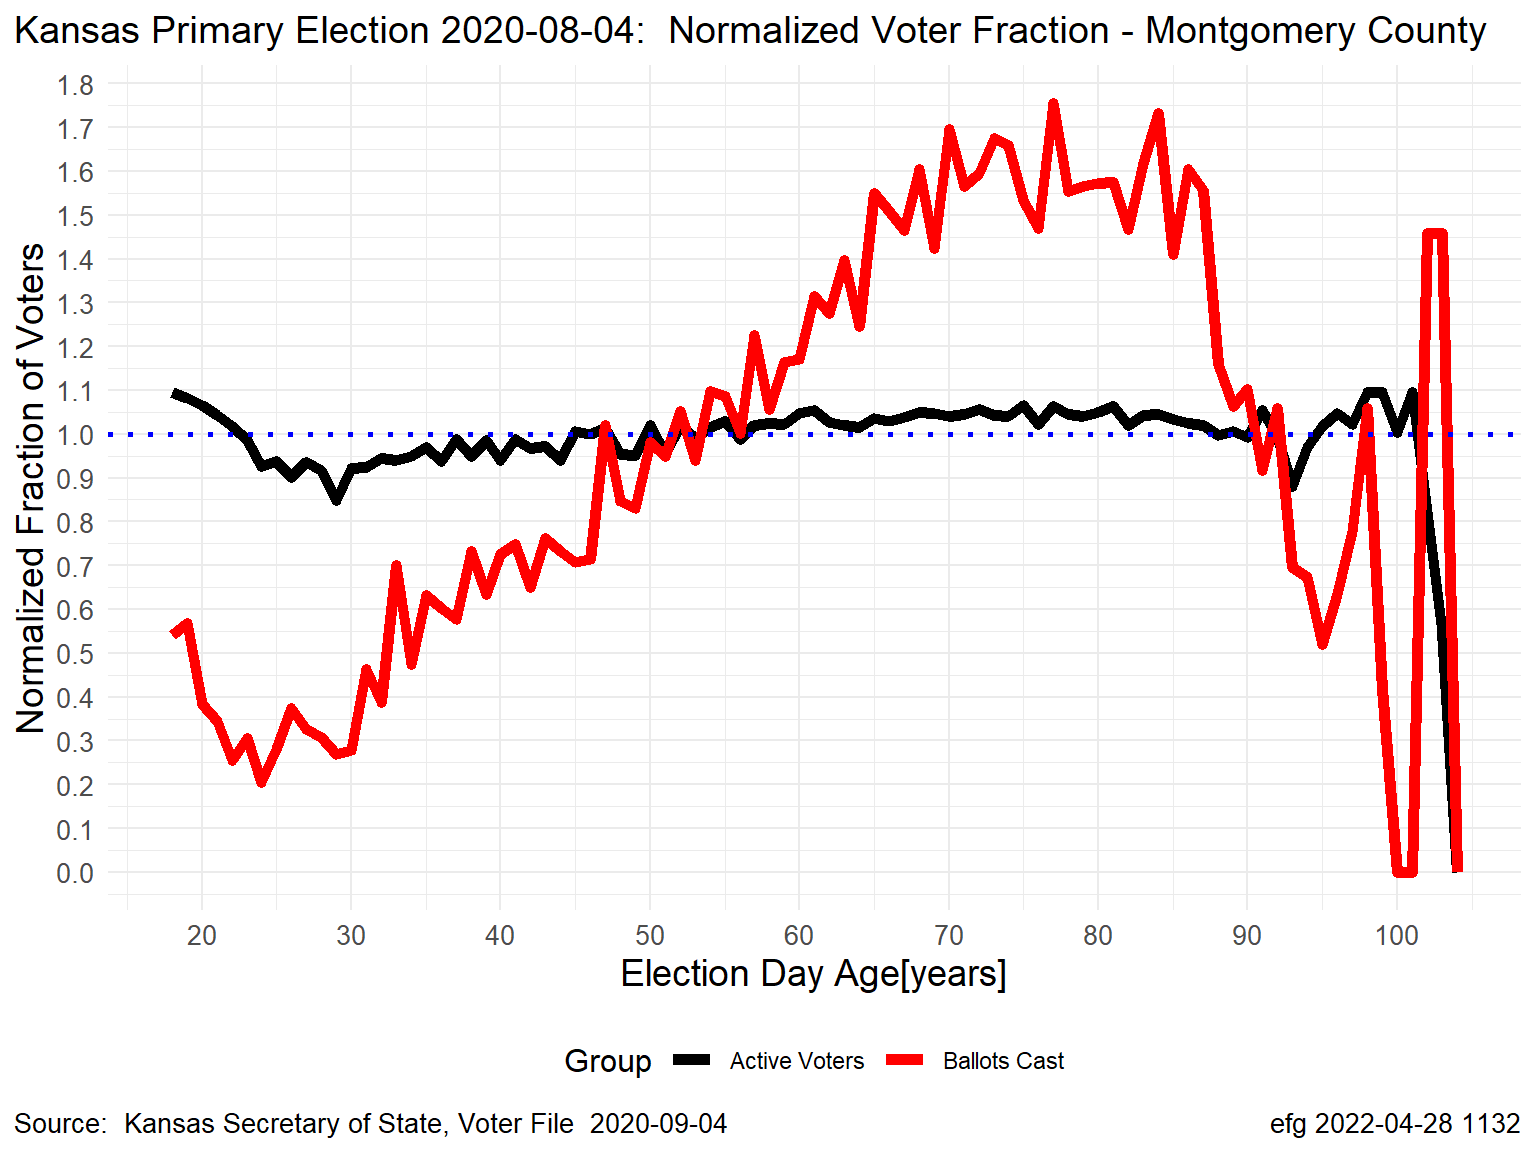 Kansas Primary Election 2020-08-04:  Normalized Voter Fraction - Montgomery County
Normalized Fraction of Voters
1.8
1.7
1.6
1.5
1.4
1.3
1.2
1.1
1.0
0.9
0.8
0.7
0.6
0.5
0.4
0.3
0.2
0.1
0.0
20 30 40 50 60 70 80 90 100
Election Day Age[years]
Group Active Voters Ballots Cast
Source:  Kansas Secretary of State, Voter File  2020-09-04
efg 2022-04-28 1132